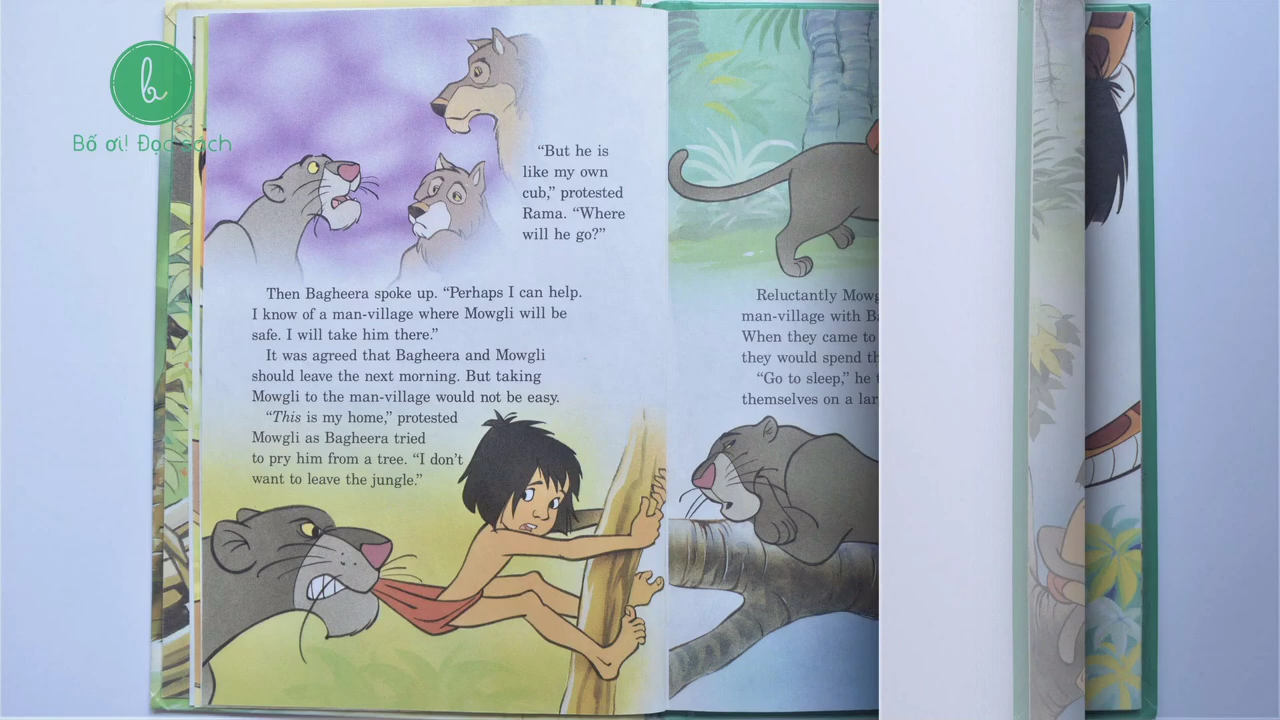 b
Bố ơi! Đọc sách
“But he is
like my own
cub,” protested
Rama. “Where
will he go?”
Then Bagheera spoke up. “Perhaps I can help.
I know of a man-village where Mowgli will be
safe. I will take him there.”
It was agreed that Bagheera and Mowgli
should leave the next morning. But taking
Mowgli to the man-village would not be easy.
“This is my home,” protested
Mowgli as Bagheera tried
to pry him from a tree. “I don’t
want to leave the jungle.”
Reluctantly
man-village with
When they came to
they would spend
“Go to sleep,” he
themselves on a